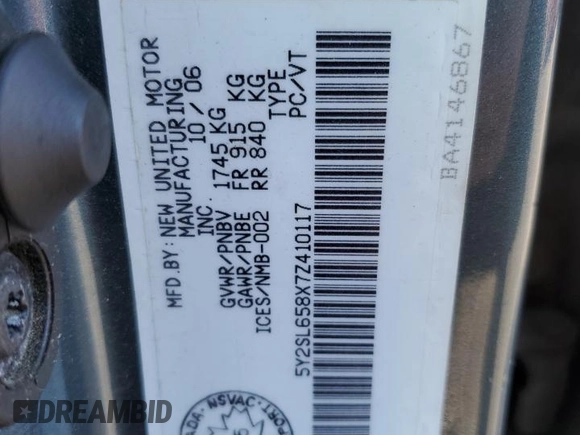 MFD.BY: NEW UNITED MOTOR
MANUFACTURING
INC. 10/06
GVWR/PNBV 1745 KG
GAWR/PNBE FR 915 KG
ICES/NMB-002 RR 840 KG
TYPE
PC/VT
5Y2SL658X7Z410117
BA4146867
NSVAC
DREAMBID